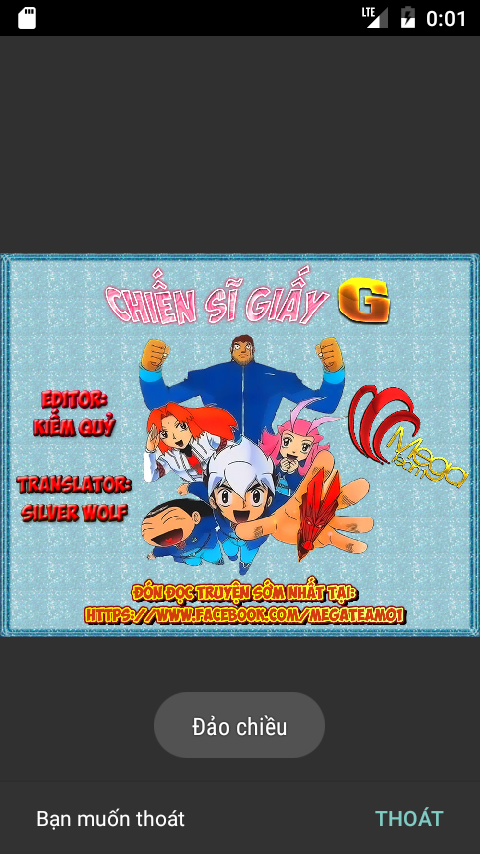 LTE 0:01
CHIẾN SĨ GIẤY G
EDITOR:
KIẾM QUỶ
TRANSLATOR:
SILVER WOLF
Mega
Team
ĐÓN ĐỌC TRUYỆN SỚM NHẤT TẠI:
HTTPS://WWW.FACEBOOK.COM/MEGATEAM01
Đảo chiều
Bạn muốn thoát THOÁT